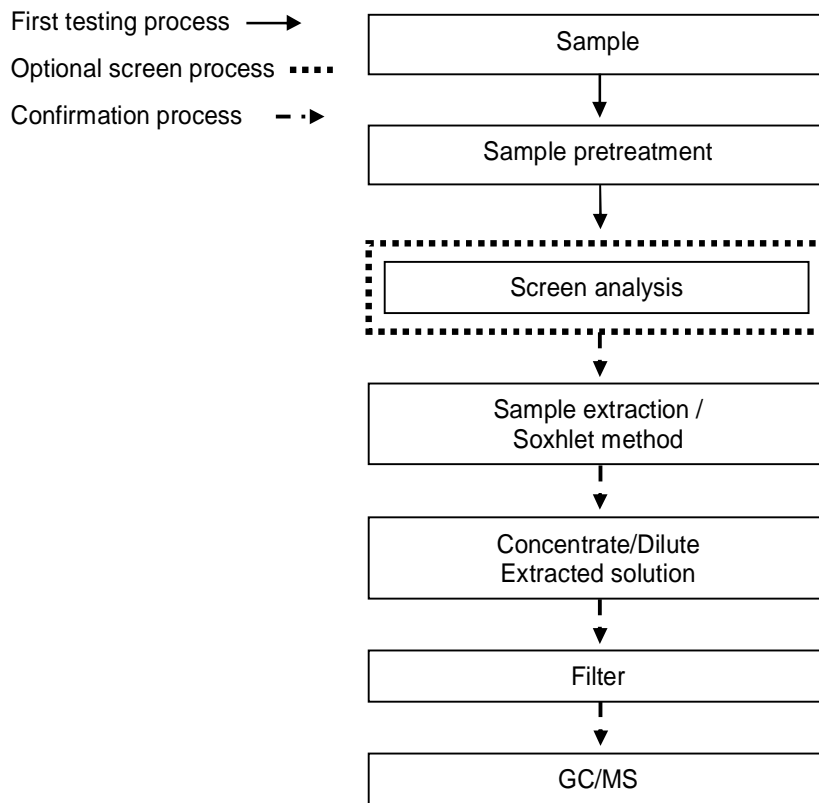 First testing process
Optional screen process
Confirmation process
Sample
Sample pretreatment
Screen analysis
Sample extraction /
Soxhlet method
Concentrate/Dilute
Extracted solution
Filter
GC/MS